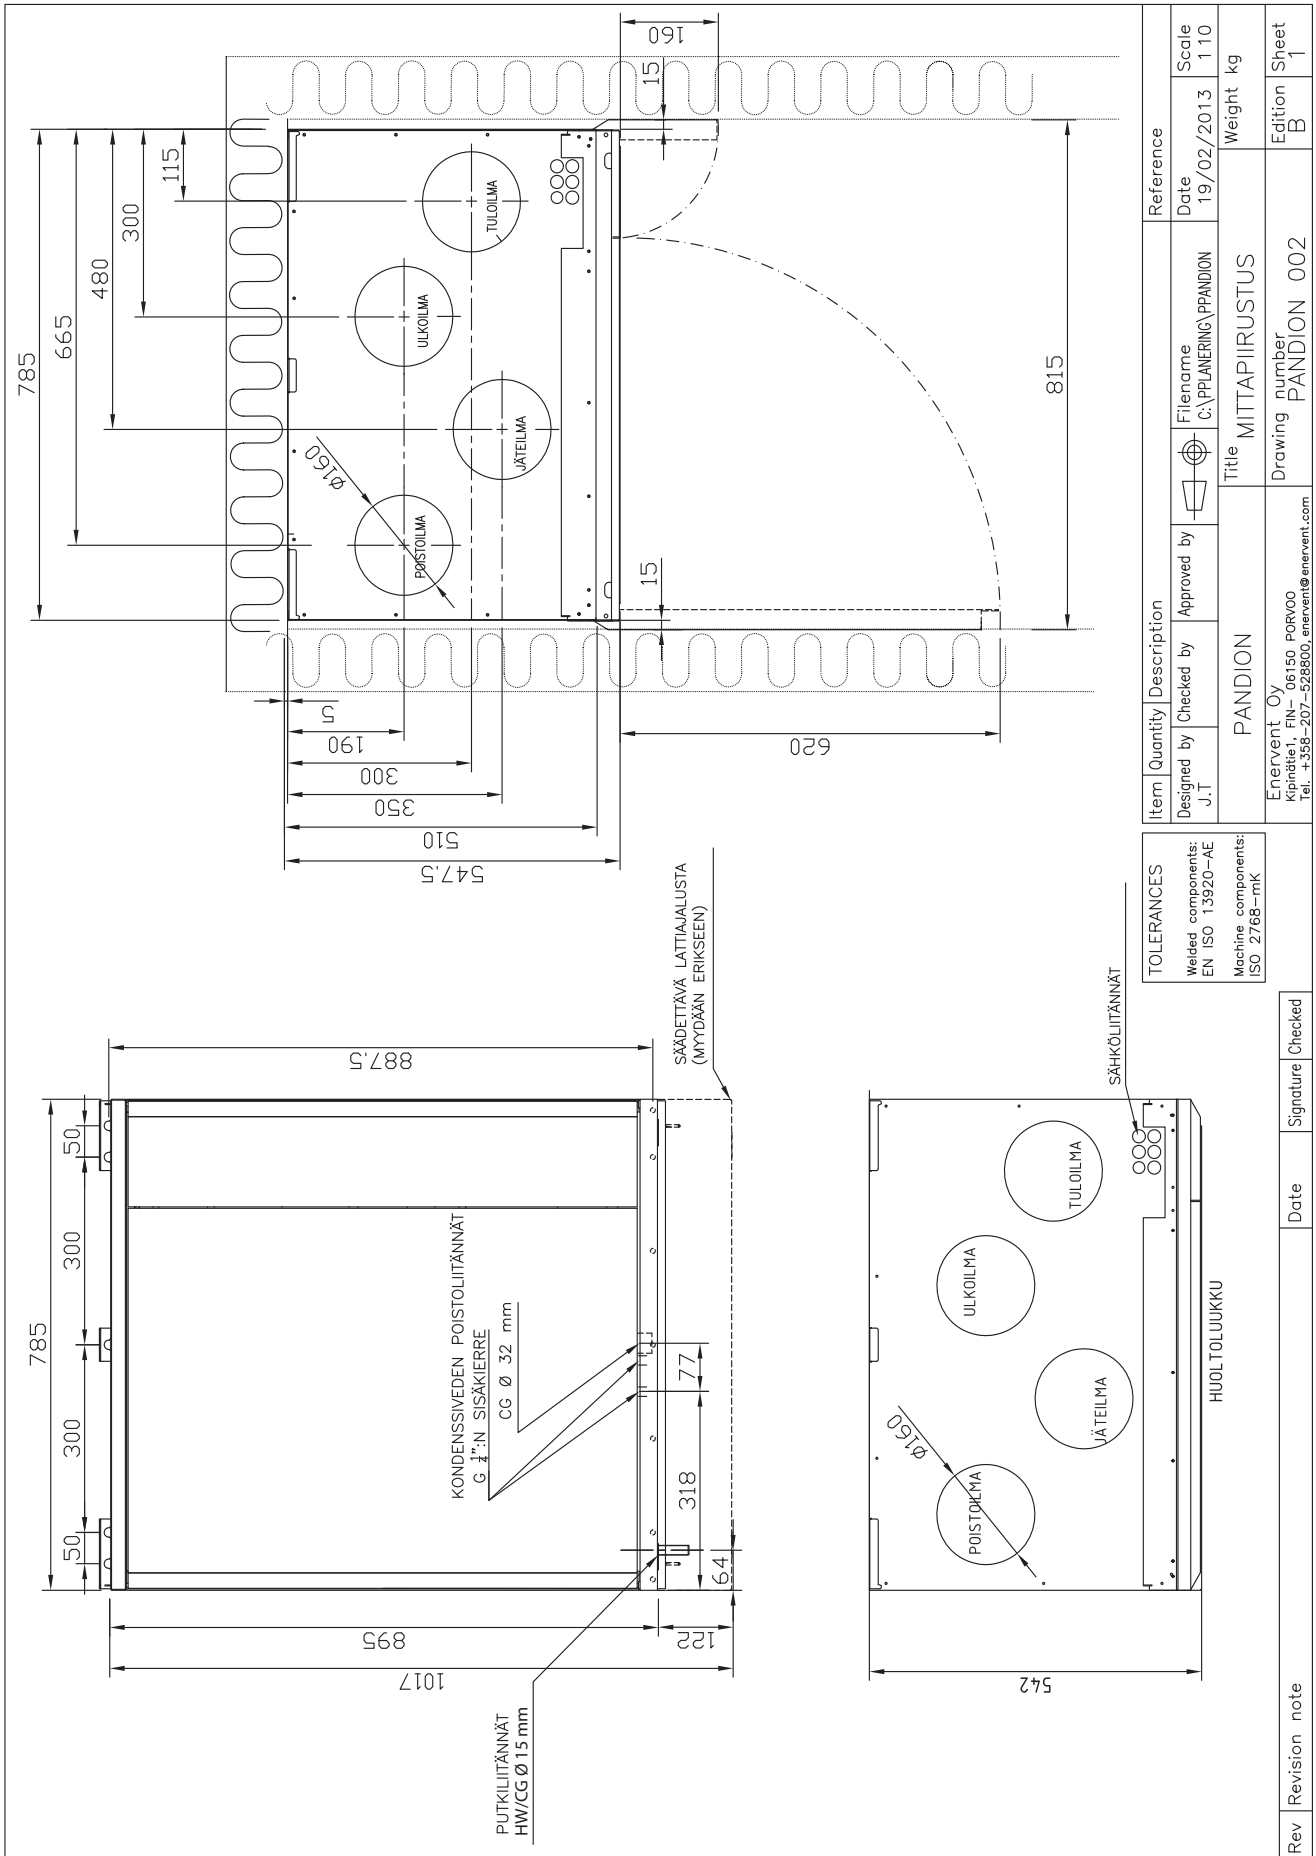 785
50
300
300
50
887.5
895
1017
122
64
318
77
KONDENSSIVEDEN POISTOLIITÄNNÄT
G ½":N SISÄKIERRE
CG Ø 32 mm
PUTKILIITÄNNÄT
HW/CG Ø 15 mm
SÄÄDETTÄVÄ LATTIAJALUSTA
(MYYDÄÄN ERIKSEEN)
785
665
480
300
115
Ø160
POISTOILMA
JÄTEILMA
ULKOILMA
TULOILMA
5
190
300
350
510
547.5
15
15
160
620
815
542
Ø160
POISTOILMA
JÄTEILMA
ULKOILMA
TULOILMA
SÄHKÖLIITÄNNÄT
HUOLTOLUUKKU
TOLERANCES
Welded components:
EN ISO 13920-AE
Machine components:
ISO 2768-mK
Item Quantity Description Reference
Designed by Checked by Approved by Filename Date Scale
J.T C:\PPLANERING\PPANDION 19/02/2013 1 10
PANDION
Title
MITTAPIIRUSTUS
Weight kg
Enervent Oy
Kipinätie1, FIN- 06150 PORVOO
Tel. +358-207-528800, enervent@enervent.com
Drawing number
PANDION 002
Edition
B
Sheet
1
Rev Revision note Date Signature Checked